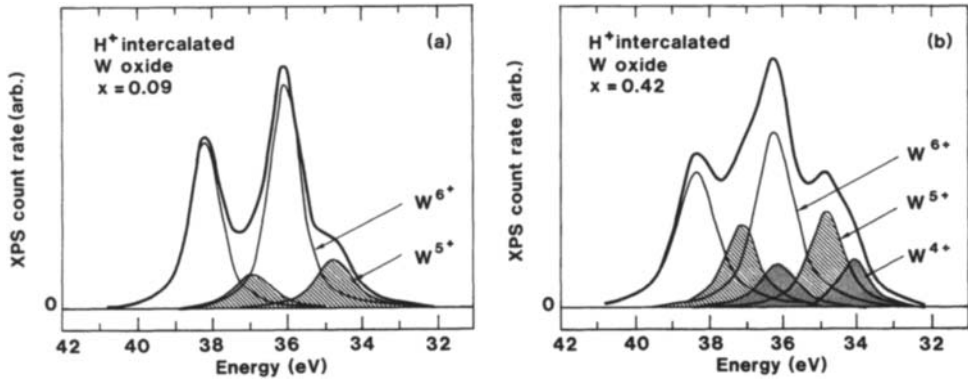 (a)
H+ intercalated
W oxide
x = 0.09
XPS count rate (arb.)
W6+
W5+
0
42 40 38 36 34 32
Energy (eV)
(b)
H+ intercalated
W oxide
x = 0.42
XPS count rate (arb.)
W6+
W5+
W4+
0
42 40 38 36 34 32
Energy (eV)